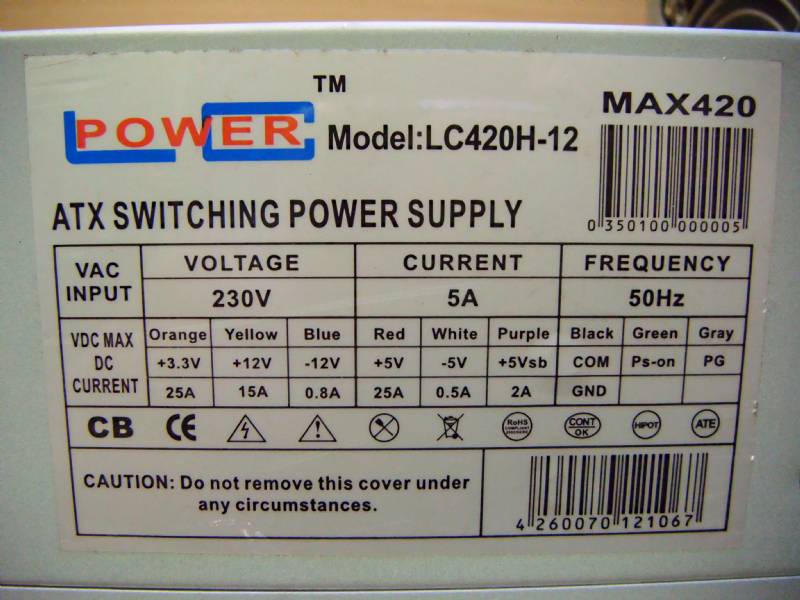 TM
POWER
Model:LC420H-12
MAX420
0 350100 000005
ATX SWITCHING POWER SUPPLY
VAC INPUT VOLTAGE CURRENT FREQUENCY
230V 5A 50Hz
VDC MAX DC CURRENT
Orange Yellow Blue Red White Purple Black Green Gray
+3.3V +12V -12V +5V -5V +5Vsb COM Ps-on PG
25A 15A 0.8A 25A 0.5A 2A GND
CB CE RoHS CONT OK HiPOT ATE
CAUTION: Do not remove this cover under
any circumstances.
4 260070 121067